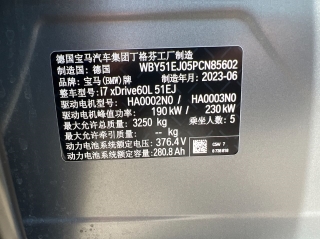 德国宝马汽车集团丁格芬工厂制造
制造国：德国 WBY51EJ05PCN85602
品牌：宝马(BMW)牌 制造年月：2023-06
整车型号：i7 xDrive60L 51EJ
驱动电机型号： HA0002N0 / HA0003N0
驱动电机峰值功率： 190 kW / 230 kW
最大允许总质量： 3250 kg 乘坐人数： 5
最大允许牵引质量： -- kg
动力电池系统额定电压：376.4V
动力电池系统额定容量：280.8 Ah
CSW 7